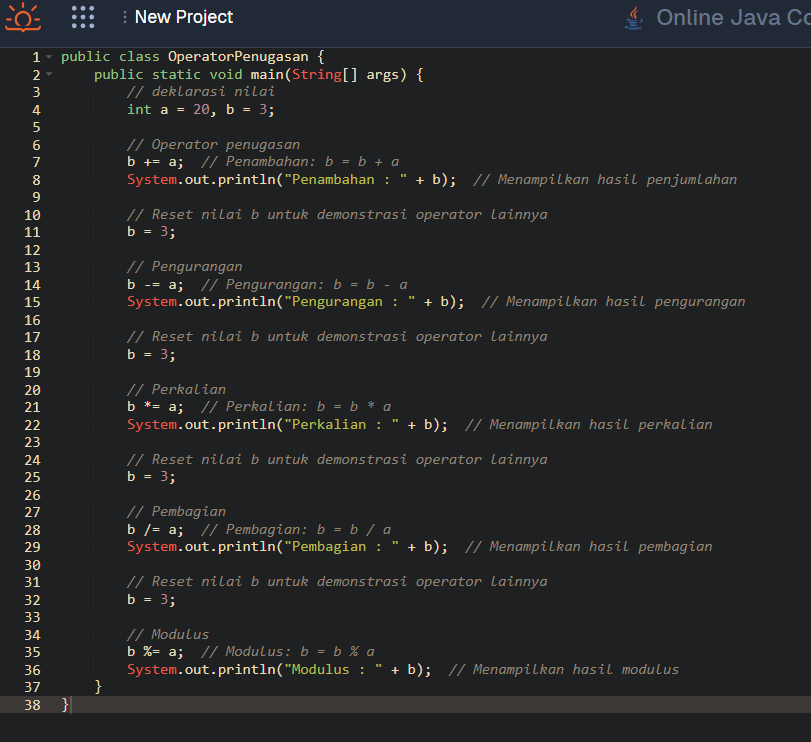 New Project
Online Java Co
1 public class OperatorPenugasan {
2     public static void main(String[] args) {
3         // deklarasi nilai
4         int a = 20, b = 3;
5
6         // Operator penugasan
7         b += a;  // Penambahan: b = b + a
8         System.out.println("Penambahan : " + b);  // Menampilkan hasil penjumlahan
9
10         // Reset nilai b untuk demonstrasi operator lainnya
11         b = 3;
12
13         // Pengurangan
14         b -= a;  // Pengurangan: b = b - a
15         System.out.println("Pengurangan : " + b);  // Menampilkan hasil pengurangan
16
17         // Reset nilai b untuk demonstrasi operator lainnya
18         b = 3;
19
20         // Perkalian
21         b *= a;  // Perkalian: b = b * a
22         System.out.println("Perkalian : " + b);  // Menampilkan hasil perkalian
23
24         // Reset nilai b untuk demonstrasi operator lainnya
25         b = 3;
26
27         // Pembagian
28         b /= a;  // Pembagian: b = b / a
29         System.out.println("Pembagian : " + b);  // Menampilkan hasil pembagian
30
31         // Reset nilai b untuk demonstrasi operator lainnya
32         b = 3;
33
34         // Modulus
35         b %= a;  // Modulus: b = b % a
36         System.out.println("Modulus : " + b);  // Menampilkan hasil modulus
37     }
38 }